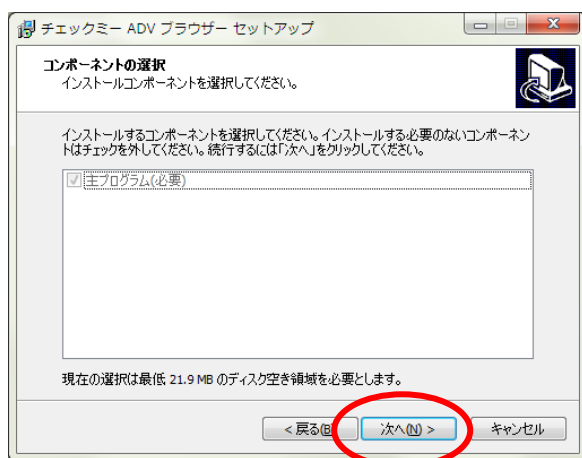 チェックミー ADV ブラウザー セットアップ
コンポーネントの選択
インストールコンポーネントを選択してください。
インストールするコンポーネントを選択してください。インストールする必要のないコンポーネン
トはチェックを外してください。続行するには「次へ」をクリックしてください。
主プログラム(必要)
現在の選択は最低 21.9 MB のディスク空き領域を必要とします。
< 戻る(B) 次へ(N) > キャンセル